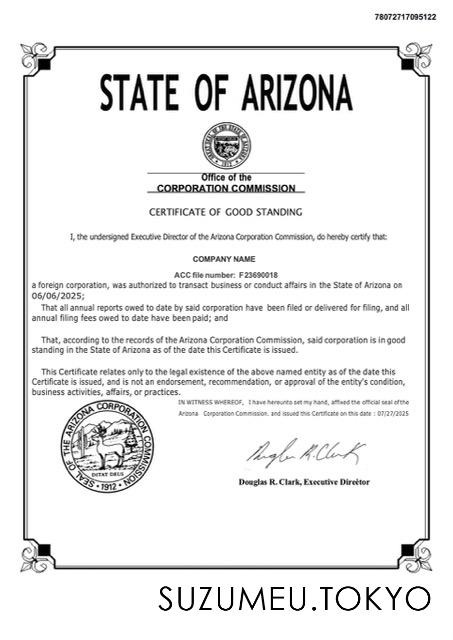 78072717095122
STATE OF ARIZONA
Office of the
CORPORATION COMMISSION
CERTIFICATE OF GOOD STANDING
I, the undersigned Executive Director of the Arizona Corporation Commission, do hereby certify that:
COMPANY NAME
ACC file number: F23690018
a foreign corporation, was authorized to transact business or conduct affairs in the State of Arizona on
06/06/2025;
That all annual reports owed to date by said corporation have been filed or delivered for filing, and all
annual filing fees owed to date have been paid; and
That, according to the records of the Arizona Corporation Commission, said corporation is in good
standing in the State of Arizona as of the date this Certificate is issued.
This Certificate relates only to the legal existence of the above named entity as of the date this
Certificate is issued, and is not an endorsement, recommendation, or approval of the entity's condition,
business activities, affairs, or practices.
IN WITNESS WHEREOF, I have hereunto set my hand, affixed the official seal of the
Arizona Corporation Commission, and issued this Certificate on this date : 07/27/2025
SEAL OF THE ARIZONA CORPORATION COMMISSION
DITAT DEUS
1912
Douglas R. Clark
Douglas R. Clark, Executive Director
SUZUMEU.TOKYO